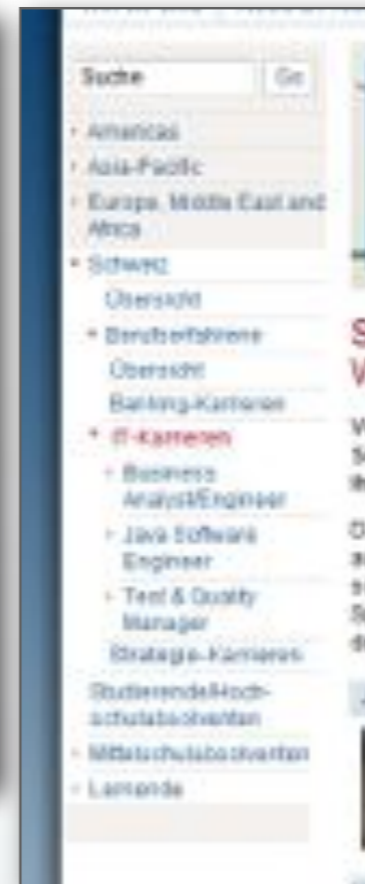 Suche Go
Americas
Asia-Pacific
Europe, Middle East and
Africa
Schweiz
Übersicht
Berufserfahrene
Übersicht
Banking-Karrieren
IT-Karrieren
Business
Analyst/Engineer
Java Software
Engineer
Test & Quality
Manager
Strategie-Karrieren
Studierende/Hoch-
schulabsolventen
Mittelschulabsolventen
Lernende